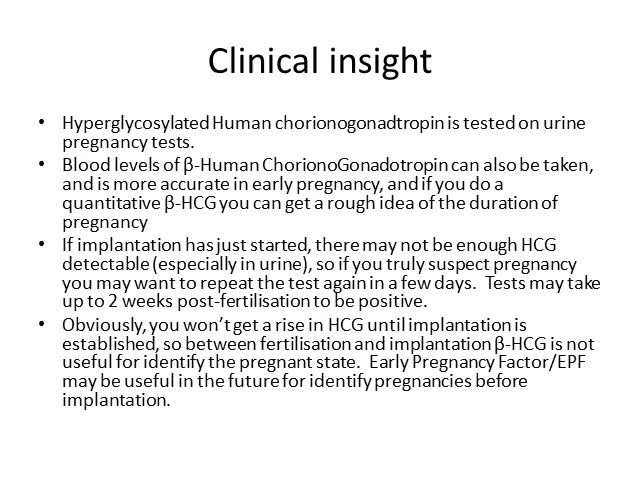 Clinical insight
• Hyperglycosylated Human chorionogonadtropin is tested on urine
pregnancy tests.
• Blood levels of β-Human ChorionoGonadotropin can also be taken,
and is more accurate in early pregnancy, and if you do a
quantitative β-HCG you can get a rough idea of the duration of
pregnancy
• If implantation has just started, there may not be enough HCG
detectable (especially in urine), so if you truly suspect pregnancy
you may want to repeat the test again in a few days.  Tests may take
up to 2 weeks post-fertilisation to be positive.
• Obviously, you won’t get a rise in HCG until implantation is
established, so between fertilisation and implantation β-HCG is not
useful for identify the pregnant state.  Early Pregnancy Factor/EPF
may be useful in the future for identify pregnancies before
implantation.